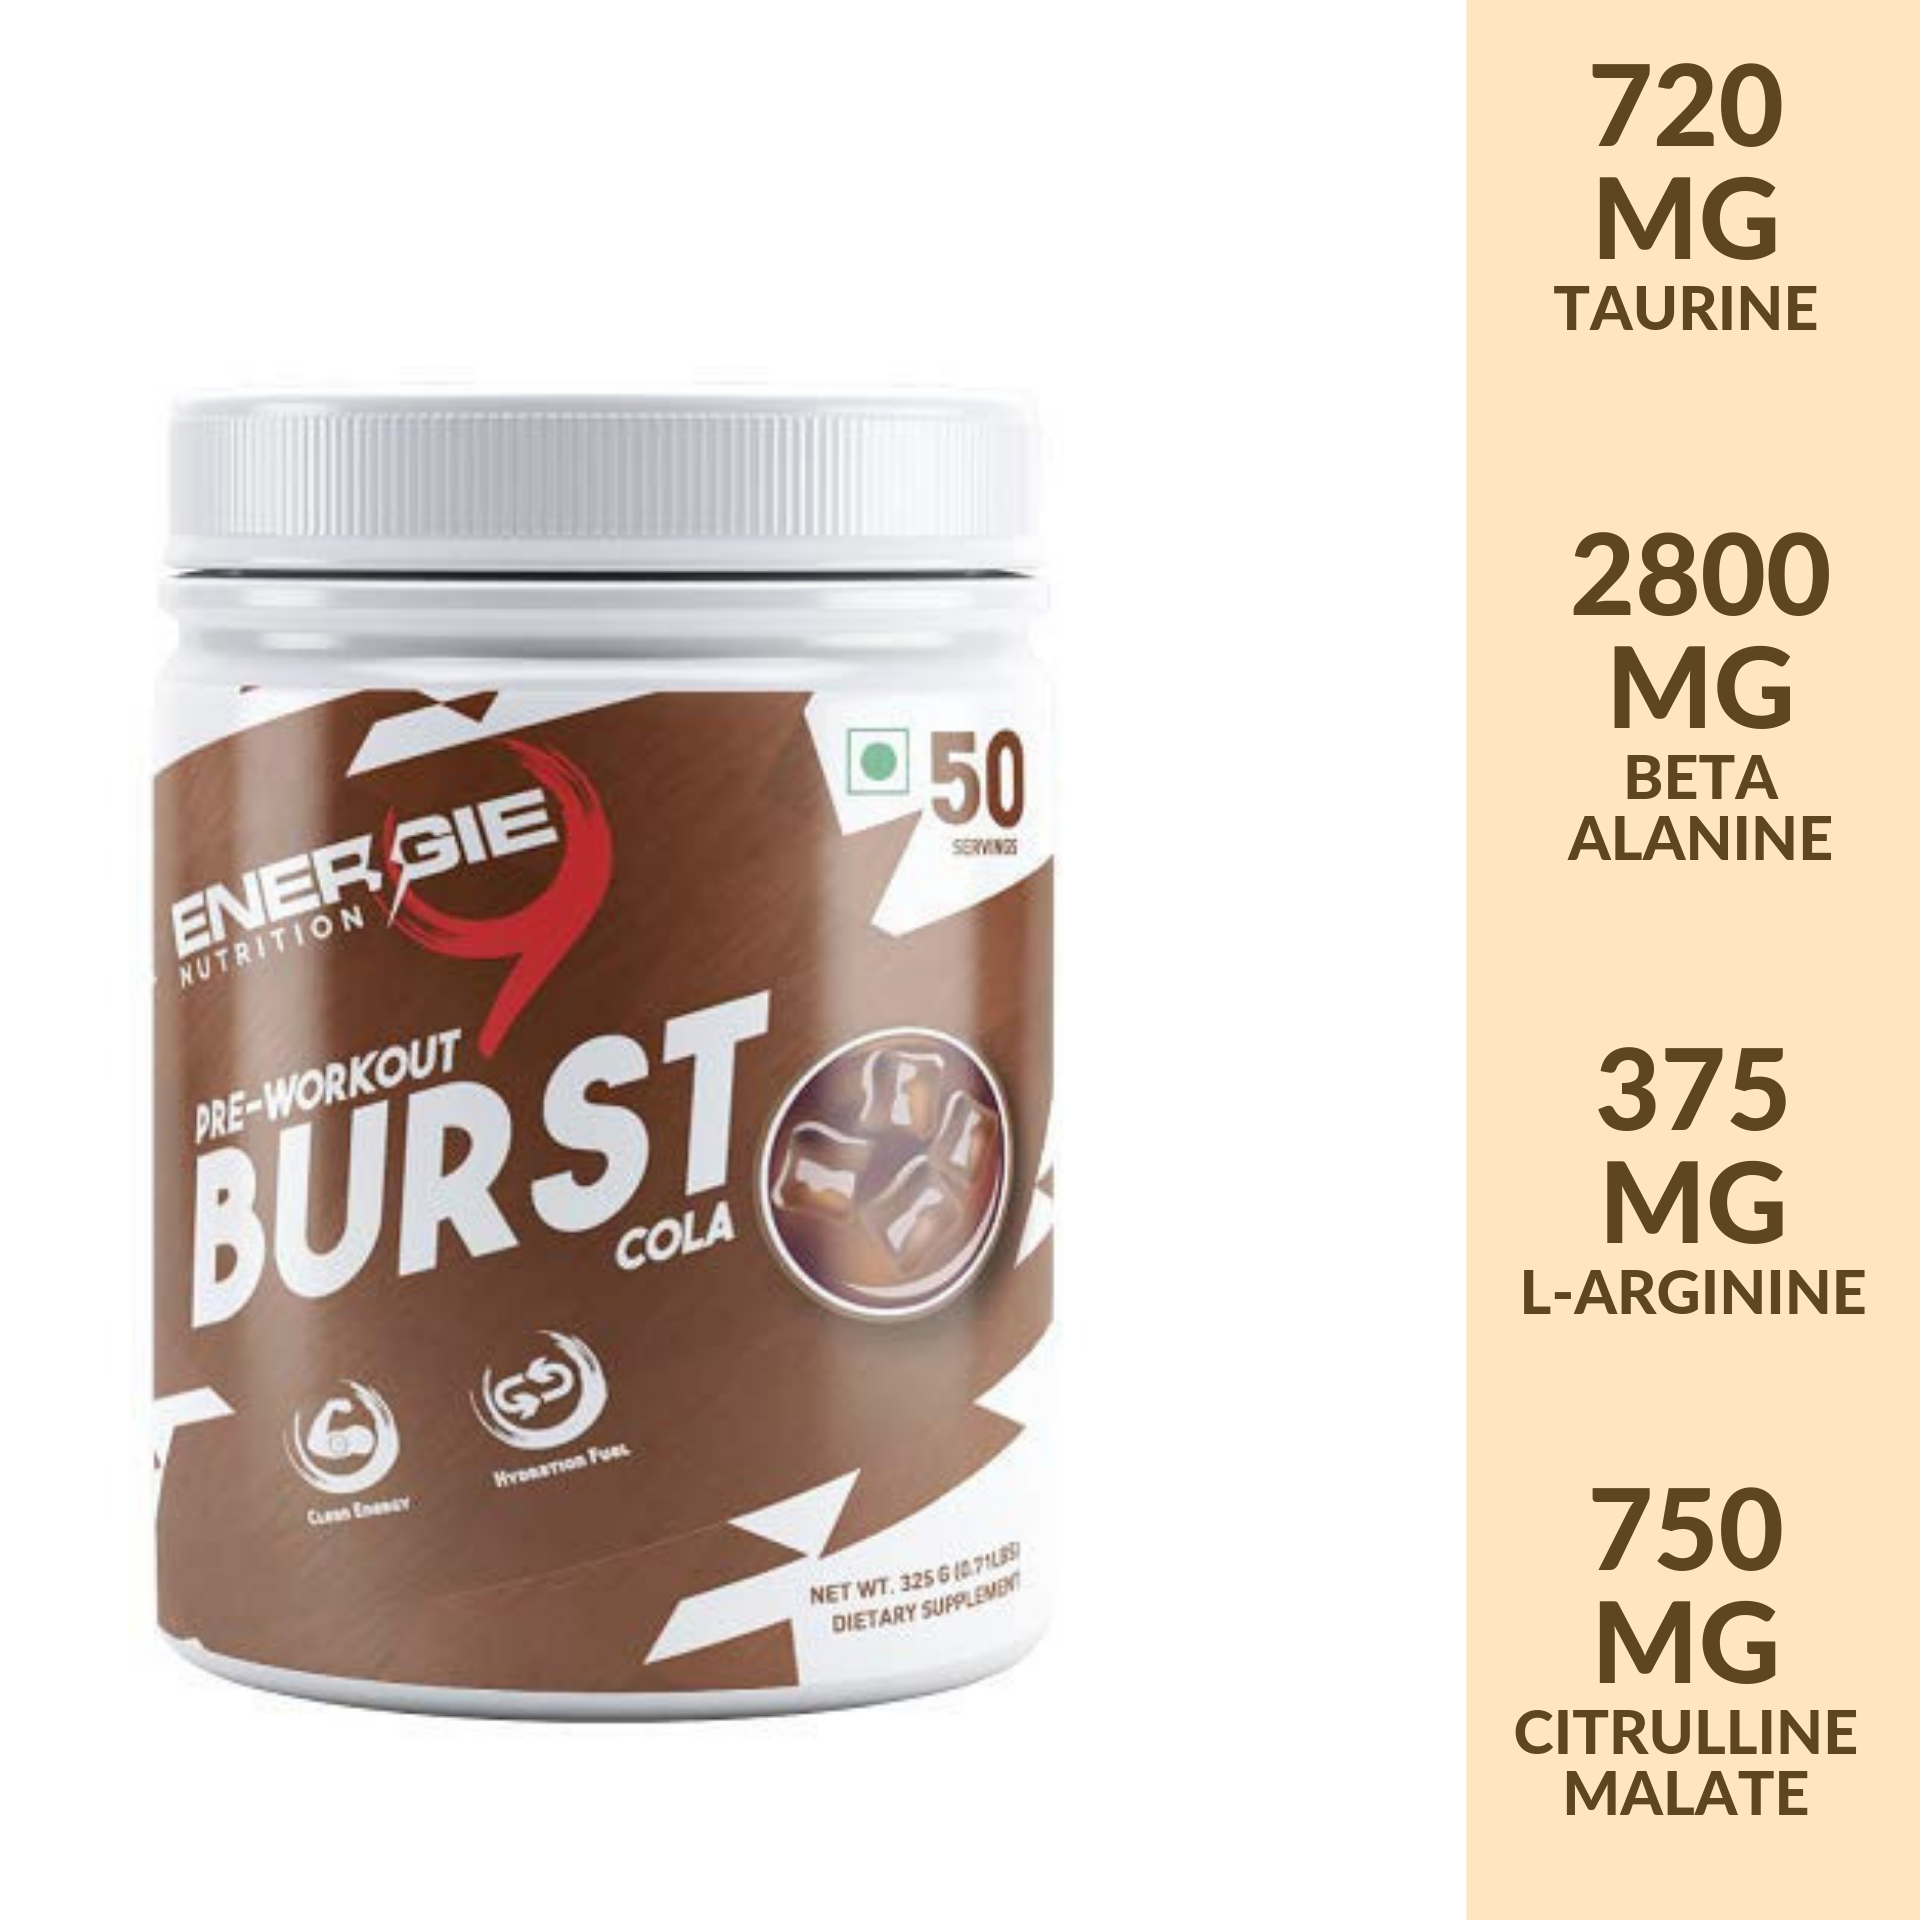 ENERGIE
NUTRITION
9
50
SERVINGS
PRE-WORKOUT
BURST
COLA
CLEAN ENERGY
HYDRATION FUEL
NET WT. 325 G (0.71LBS)
DIETARY SUPPLEMENT
720
MG
TAURINE
2800
MG
BETA
ALANINE
375
MG
L-ARGININE
750
MG
CITRULLINE
MALATE